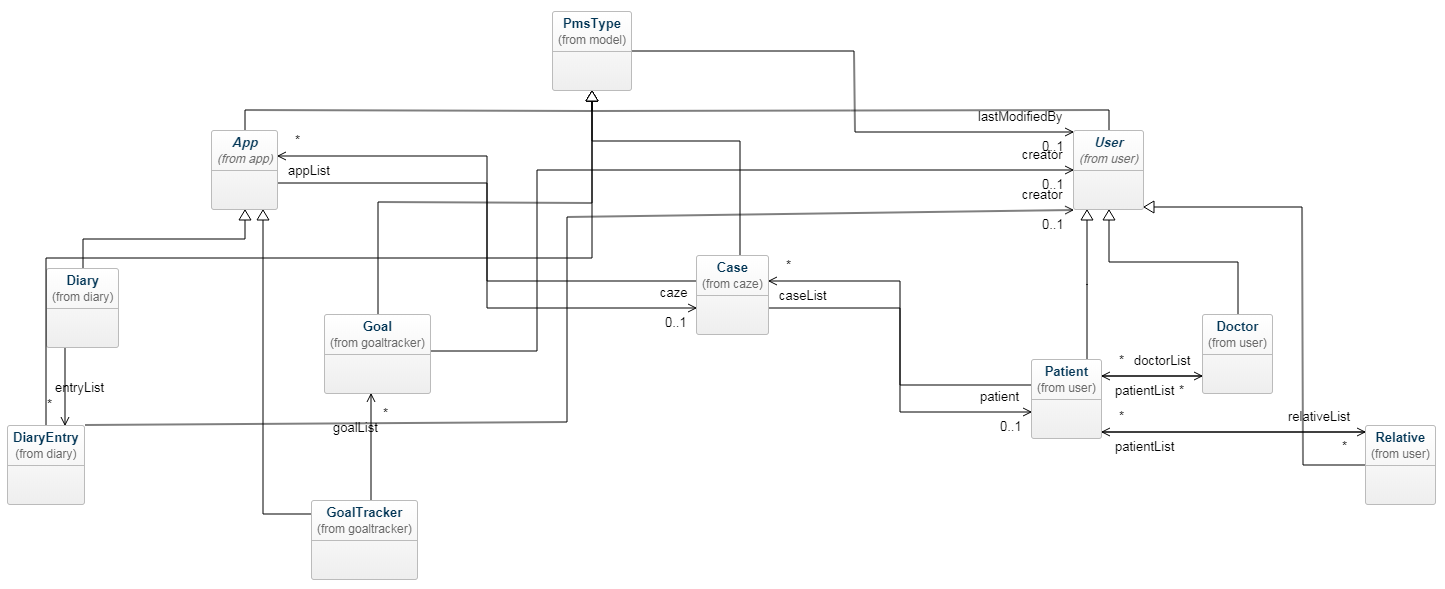 PmsType
(from model)
lastModifiedBy
0..1
App
(from app)
*
appList
User
(from user)
creator
0..1
creator
0..1
Diary
(from diary)
Case
(from caze)
*
caseList
caze
0..1
Goal
(from goaltracker)
Doctor
(from user)
Patient
(from user)
* doctorList
patientList *
entryList
*
patient
0..1
*
relativeList
patientList
*
*
goalList
DiaryEntry
(from diary)
Relative
(from user)
GoalTracker
(from goaltracker)